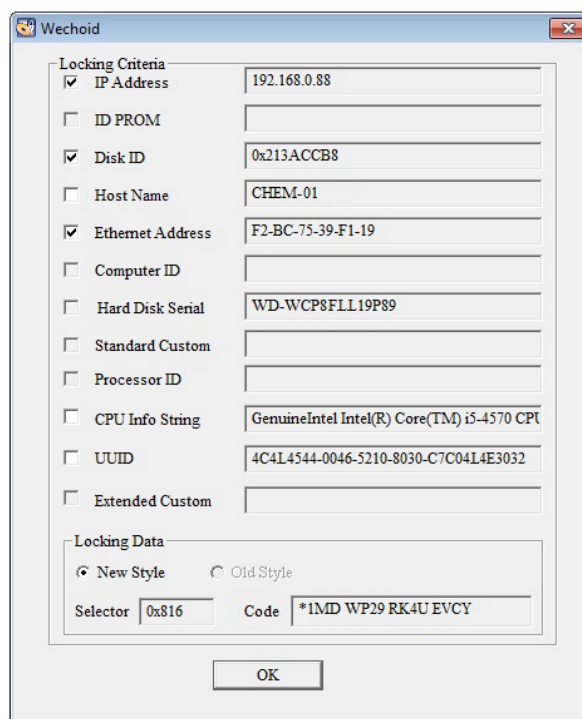 Wechoid
Locking Criteria
IP Address 192.168.0.88
ID PROM
Disk ID 0x213ACCB8
Host Name CHEM-01
Ethernet Address F2-BC-75-39-F1-19
Computer ID
Hard Disk Serial WD-WCP8FLL19P89
Standard Custom
Processor ID
CPU Info String GenuineIntel Intel(R) Core(TM) i5-4570 CPU
UUID 4C4L4544-0046-5210-8030-C7C04L4E3032
Extended Custom
Locking Data
New Style Old Style
Selector 0x816 Code *1MD WP29 RK4U EVCY
OK